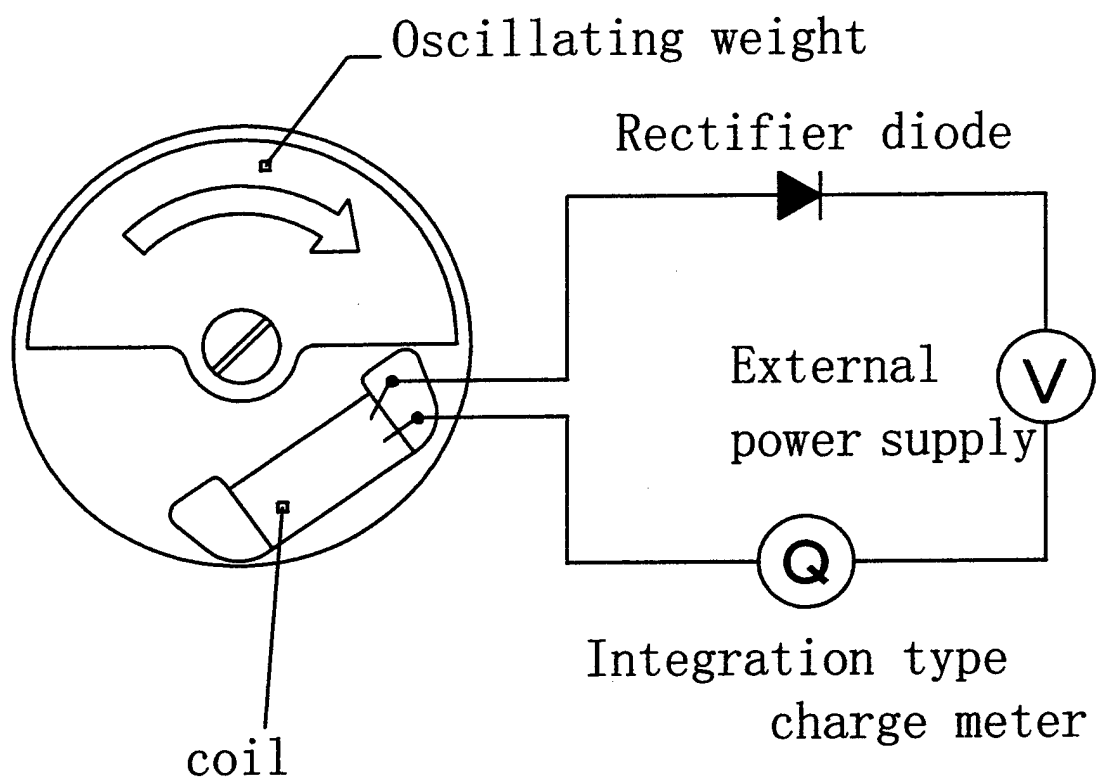 Oscillating weight
Rectifier diode
External
power supply
V
Q
Integration type
charge meter
coil